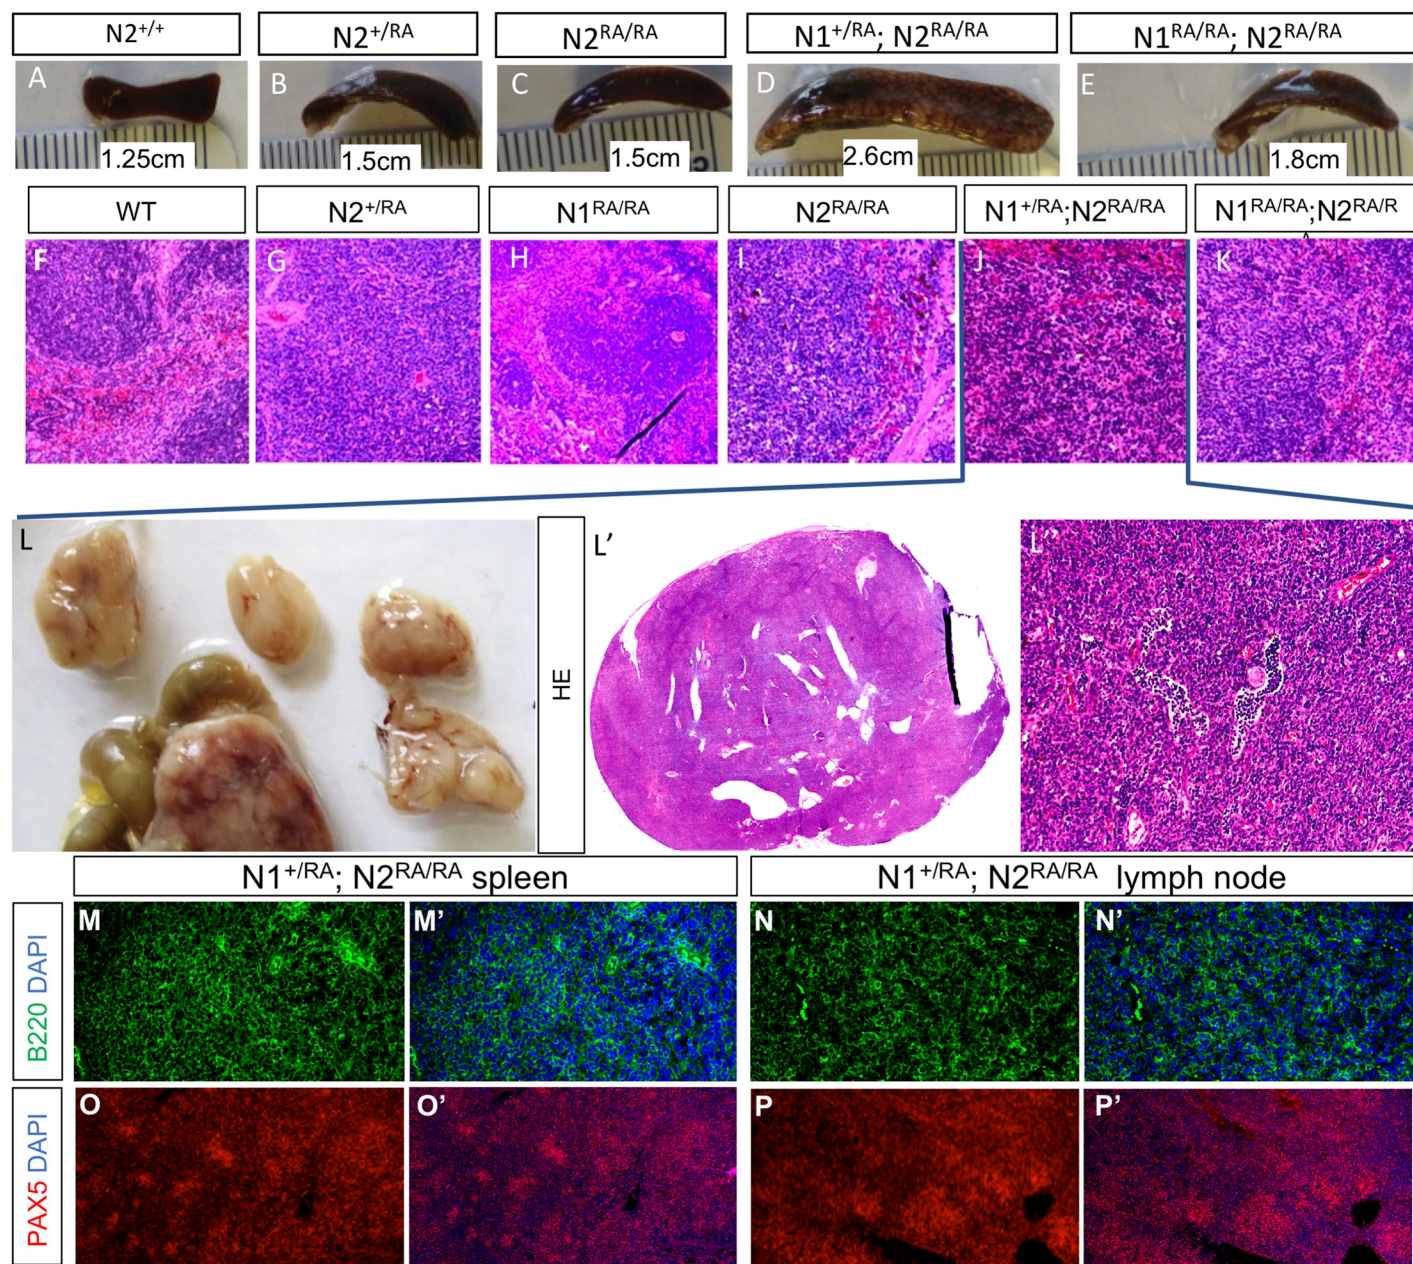 N2+/+
N2+/RA
N2RA/RA
N1+/RA; N2RA/RA
N1RA/RA; N2RA/RA
A
B
C
D
E
1.25cm
1.5cm
1.5cm
2.6cm
1.8cm
WT
N2+/RA
N1RA/RA
N2RA/RA
N1+/RA;N2RA/RA
N1RA/RA;N2RA/R
A
F
G
H
I
J
K
L
HE
L’
L’’
N1+/RA; N2RA/RA spleen
N1+/RA; N2RA/RA lymph node
B220 DAPI
M
M’
N
N’
PAX5 DAPI
O
O’
P
P’